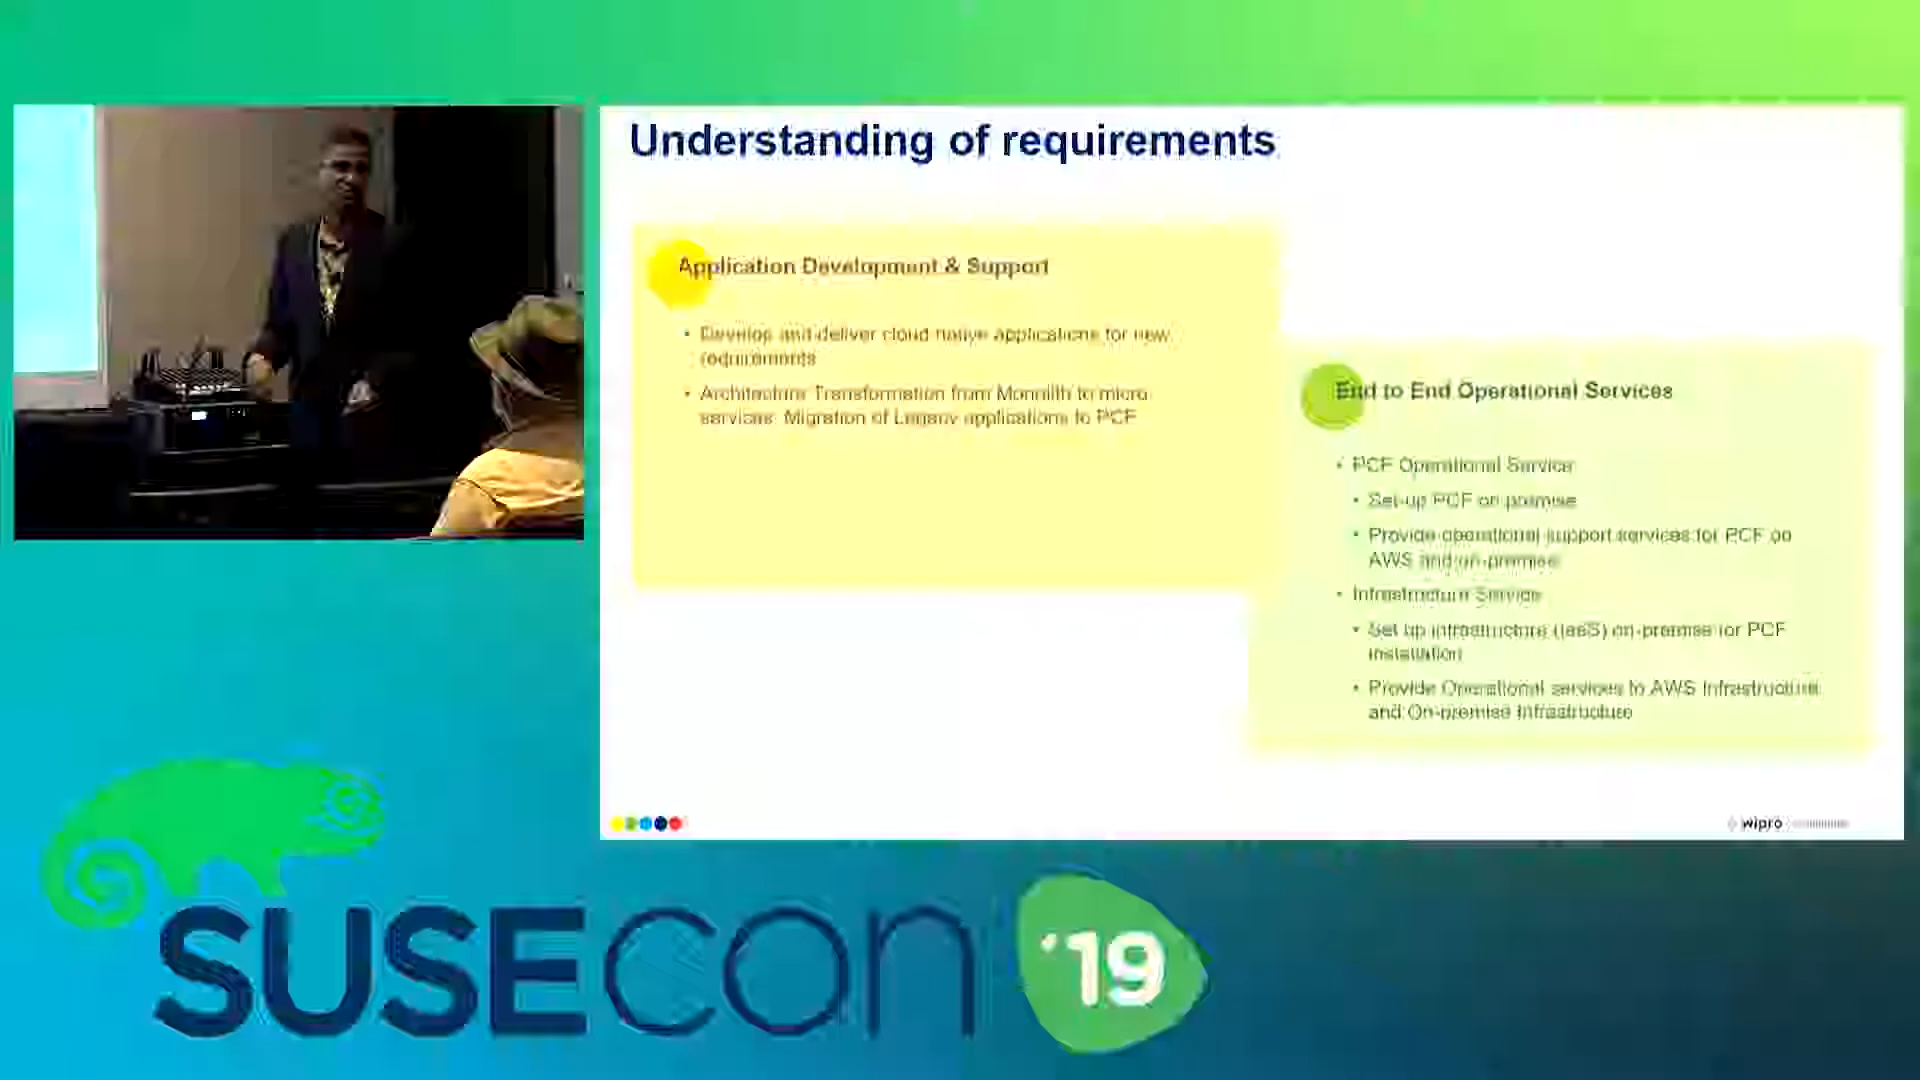 Understanding of requirements
Application Development & Support
• Develop and deliver cloud native applications for new
requirements
• Architecture Transformation from Monolith to micro
services. Migration of Legacy applications to PCF
End to End Operational Services
• PCF Operational Service
• Set-up PCF on-premise
• Provide operational support services for PCF on
AWS and on-premise
• Infrastructure Service
• Set up infrastructure (IaaS) on-premise for PCF
installation
• Provide Operational services to AWS Infrastructure
and On-premise Infrastructure
wipro
SUSECON '19